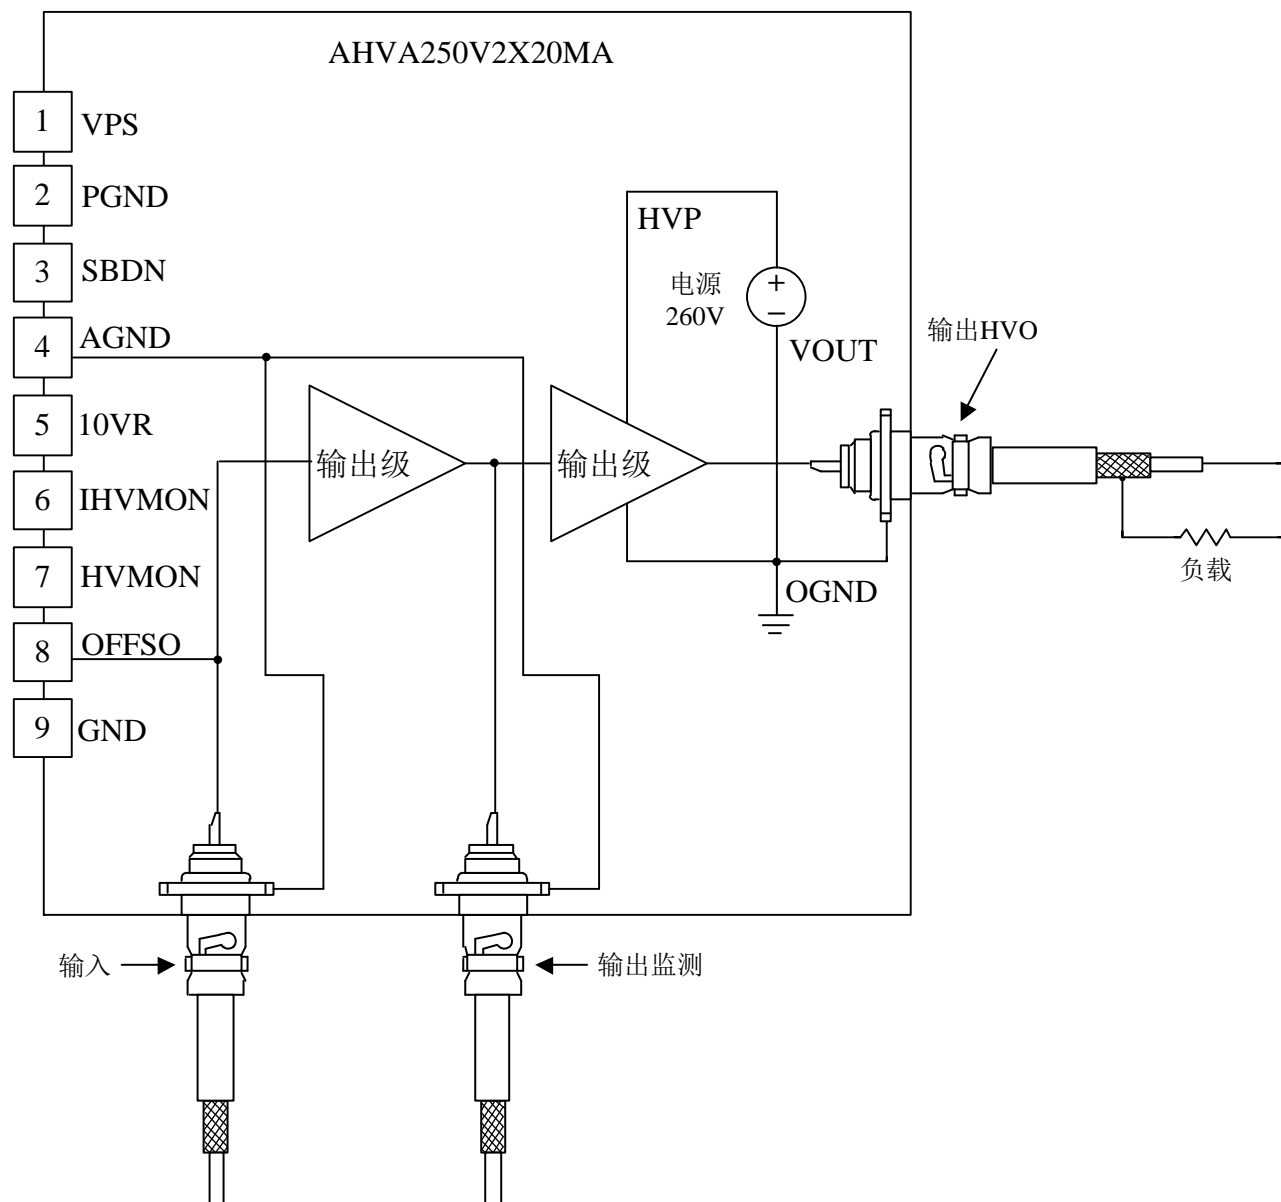 AHVA250V2X20MA
1 VPS
2 PGND
3 SBDN
4 AGND
5 10VR
6 IHVMON
7 HVMON
8 OFFSO
9 GND
HVP
电源
260V
VOUT
输出HVO
输出级
输出级
负载
OGND
输入
输出监测